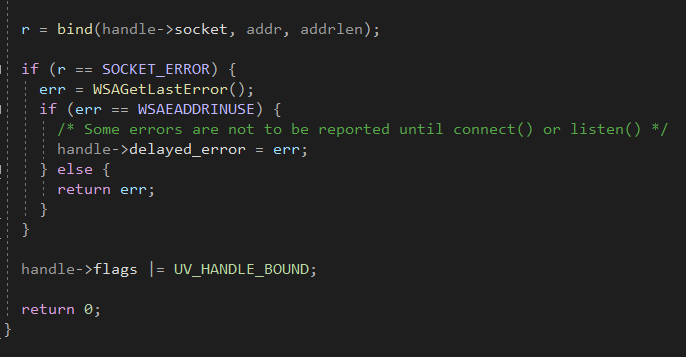 r = bind(handle->socket, addr, addrlen);
if (r == SOCKET_ERROR) {
err = WSAGetLastError();
if (err == WSAEADDRINUSE) {
/* Some errors are not to be reported until connect() or listen() */
handle->delayed_error = err;
} else {
return err;
}
}
handle->flags |= UV_HANDLE_BOUND;
return 0;
}